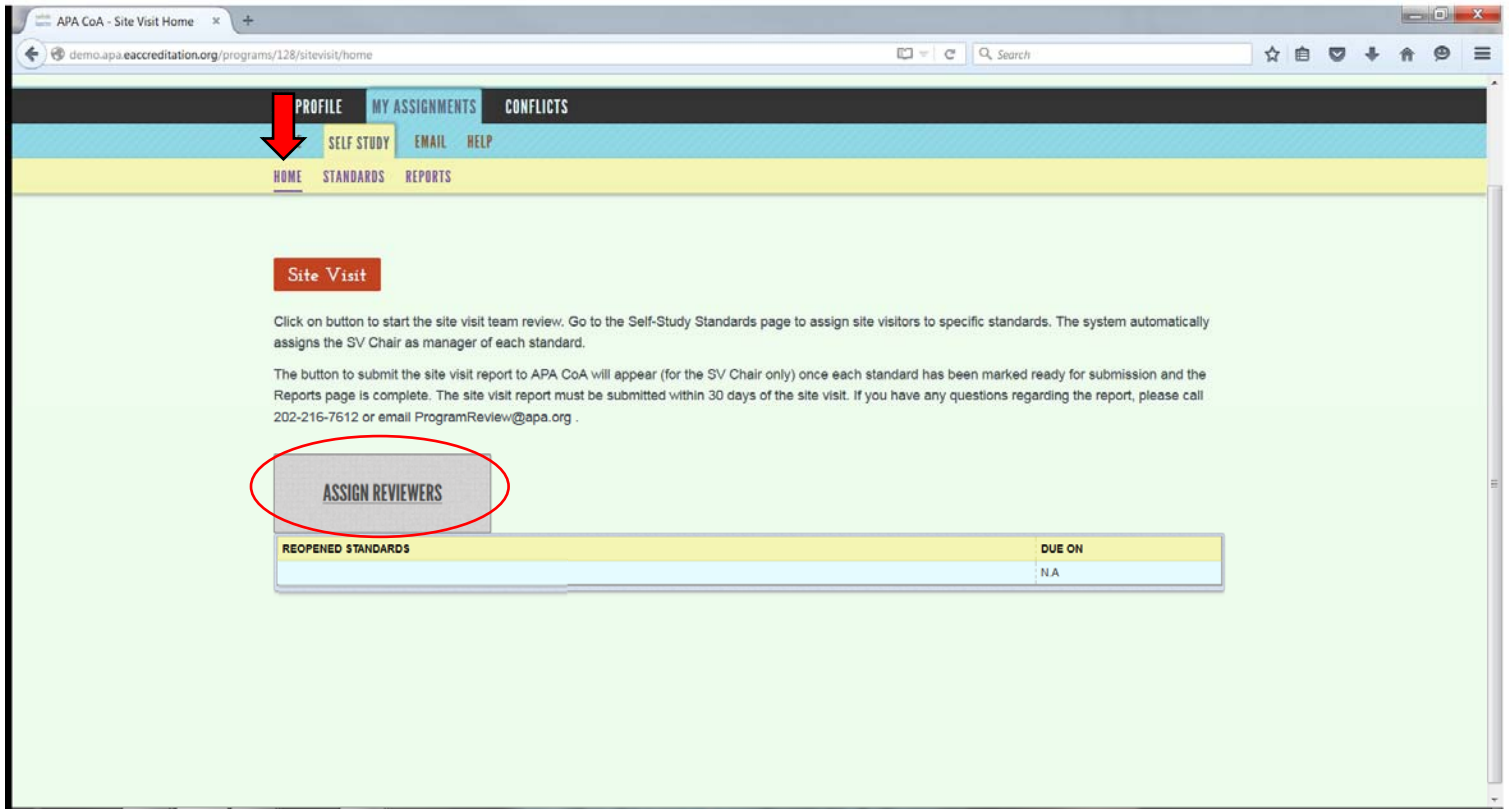 APA CoA - Site Visit Home
demo.apa.eaccreditation.org/programs/128/sitevisit/home
Search
PROFILE MY ASSIGNMENTS CONFLICTS
SELF STUDY EMAIL HELP
HOME STANDARDS REPORTS
Site Visit
Click on button to start the site visit team review. Go to the Self-Study Standards page to assign site visitors to specific standards. The system automatically
assigns the SV Chair as manager of each standard.
The button to submit the site visit report to APA CoA will appear (for the SV Chair only) once each standard has been marked ready for submission and the
Reports page is complete. The site visit report must be submitted within 30 days of the site visit. If you have any questions regarding the report, please call
202-216-7612 or email ProgramReview@apa.org .
ASSIGN REVIEWERS
REOPENED STANDARDS DUE ON
N.A